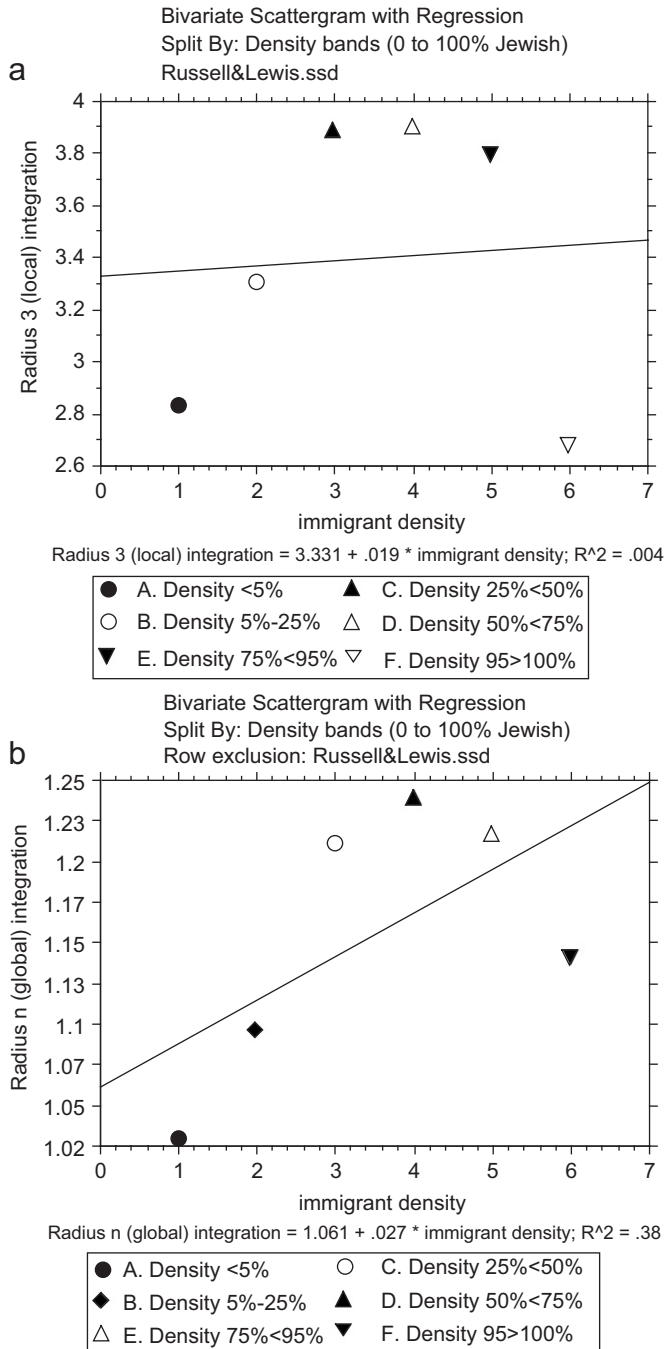 Bivariate Scattergram with Regression
Split By: Density bands (0 to 100% Jewish)
Russell&Lewis.ssd
a
4
3.8
3.6
3.4
3.2
3
2.8
2.6
Radius 3 (local) integration
0 1 2 3 4 5 6 7
immigrant density
Radius 3 (local) integration = 3.331 + .019 * immigrant density; R^2 = .004
A. Density <5% C. Density 25%<50%
B. Density 5%-25% D. Density 50%<75%
E. Density 75%<95% F. Density 95>100%
Bivariate Scattergram with Regression
Split By: Density bands (0 to 100% Jewish)
Row exclusion: Russell&Lewis.ssd
b
1.25
1.23
1.2
1.17
1.15
1.13
1.1
1.07
1.05
1.02
Radius n (global) integration
0 1 2 3 4 5 6 7
immigrant density
Radius n (global) integration = 1.061 + .027 * immigrant density; R^2 = .38
A. Density <5% C. Density 25%<50%
B. Density 5%-25% D. Density 50%<75%
E. Density 75%<95% F. Density 95>100%